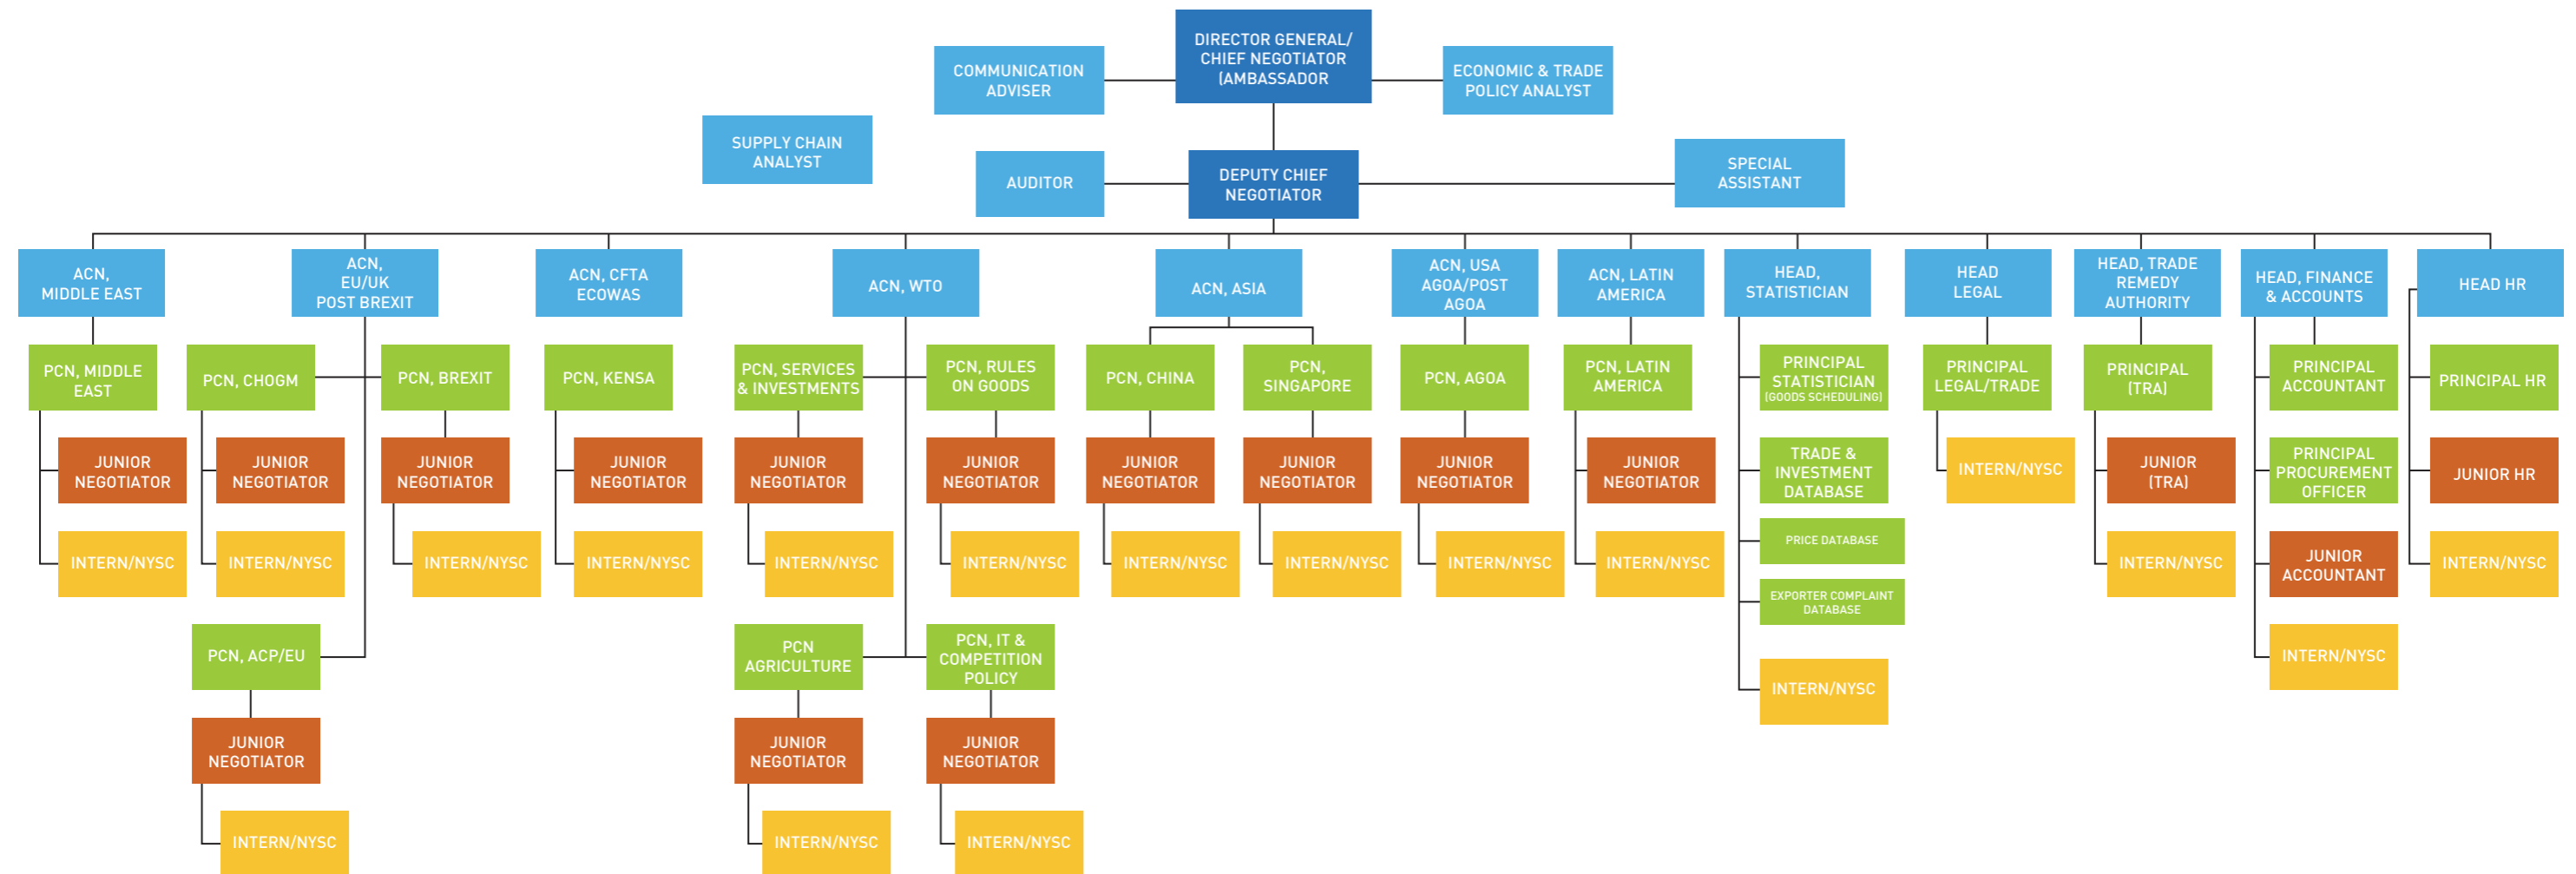 DIRECTOR GENERAL/
CHIEF NEGOTIATOR
(AMBASSADOR
COMMUNICATION
ADVISER
ECONOMIC & TRADE
POLICY ANALYST
SUPPLY CHAIN
ANALYST
AUDITOR
DEPUTY CHIEF
NEGOTIATOR
SPECIAL
ASSISTANT
ACN,
MIDDLE EAST
ACN,
EU/UK
POST BREXIT
ACN, CFTA
ECOWAS
ACN, WTO
ACN, ASIA
ACN, USA
AGOA/POST
AGOA
ACN, LATIN
AMERICA
HEAD,
STATISTICIAN
HEAD
LEGAL
HEAD, TRADE
REMEDY
AUTHORITY
HEAD, FINANCE
& ACCOUNTS
HEAD HR
PCN, MIDDLE
EAST
PCN, CHOGM
PCN, BREXIT
PCN, KENSA
PCN, SERVICES
& INVESTMENTS
PCN, RULES
ON GOODS
PCN, CHINA
PCN,
SINGAPORE
PCN, AGOA
PCN, LATIN
AMERICA
PRINCIPAL
STATISTICIAN
(GOODS SCHEDULING)
PRINCIPAL
LEGAL/TRADE
PRINCIPAL
(TRA)
PRINCIPAL
ACCOUNTANT
PRINCIPAL HR
JUNIOR
NEGOTIATOR
JUNIOR
NEGOTIATOR
JUNIOR
NEGOTIATOR
JUNIOR
NEGOTIATOR
JUNIOR
NEGOTIATOR
JUNIOR
NEGOTIATOR
JUNIOR
NEGOTIATOR
JUNIOR
NEGOTIATOR
JUNIOR
NEGOTIATOR
JUNIOR
NEGOTIATOR
TRADE &
INVESTMENT
DATABASE
INTERN/NYSC
JUNIOR
(TRA)
PRINCIPAL
PROCUREMENT
OFFICER
JUNIOR HR
INTERN/NYSC
INTERN/NYSC
INTERN/NYSC
INTERN/NYSC
INTERN/NYSC
INTERN/NYSC
INTERN/NYSC
INTERN/NYSC
INTERN/NYSC
INTERN/NYSC
PRICE DATABASE
INTERN/NYSC
JUNIOR
ACCOUNTANT
INTERN/NYSC
EXPORTER COMPLAINT
DATABASE
PCN, ACP/EU
PCN
AGRICULTURE
PCN, IT &
COMPETITION
POLICY
INTERN/NYSC
INTERN/NYSC
JUNIOR
NEGOTIATOR
JUNIOR
NEGOTIATOR
JUNIOR
NEGOTIATOR
INTERN/NYSC
INTERN/NYSC
INTERN/NYSC